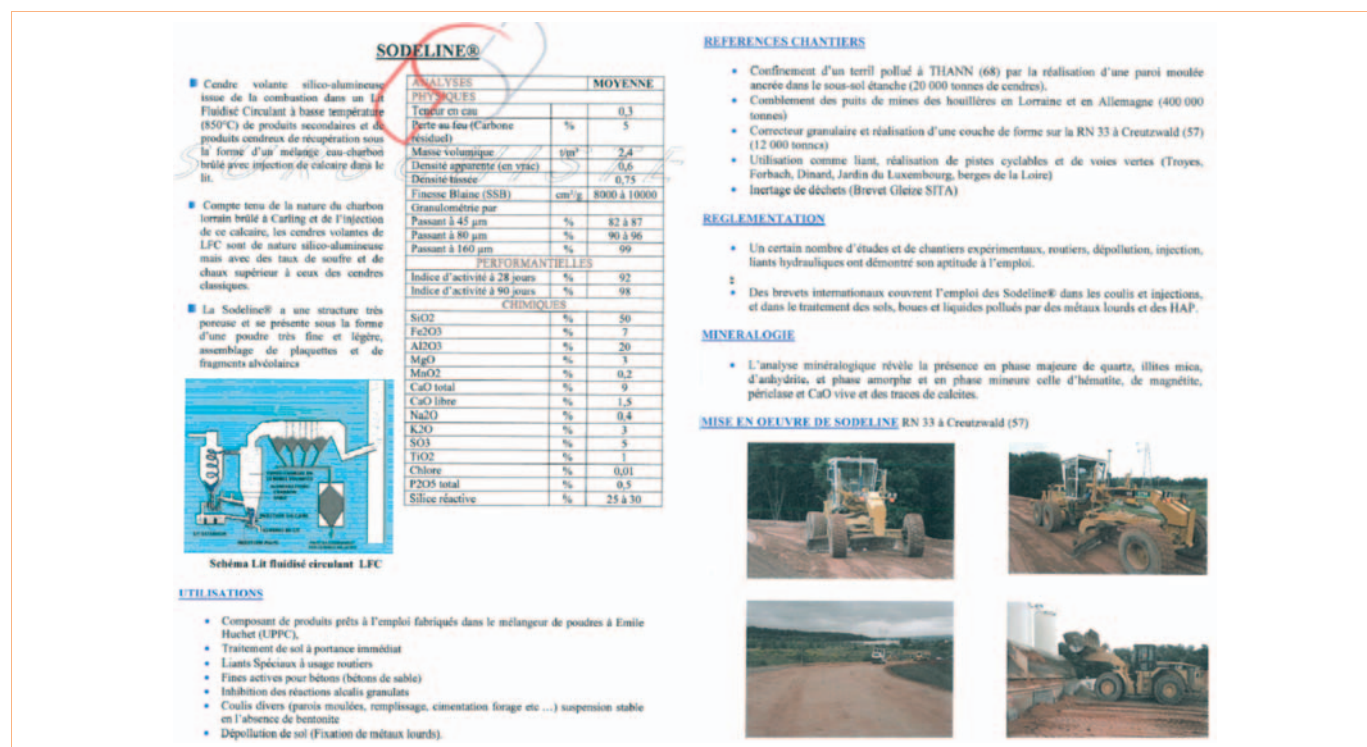 SODELINE®
Cendre volante silico-alumineuse
issue de la combustion dans un Lit
Fluidisé Circulant à basse température
(850°C) de produits secondaires et de
produits cendreux de récupération sous
la forme d'un mélange eau-charbon
brûlé avec injection de calcaire dans le
lit.
Compte tenu de la nature du charbon
lorrain brûlé à Carling et de l'injection
de ce calcaire, les cendres volantes de
LFC sont de nature silico-alumineuse
mais avec des taux de soufre et de
chaux supérieur à ceux des cendres
classiques.
La Sodeline® a une structure très
poreuse et se présente sous la forme
d'une poudre très fine et légère,
assemblage de plaquettes et de
fragments alvéolaires
Schéma Lit fluidisé circulant LFC
ANALYSES MOYENNE
PHYSIQUES
Teneur en eau 0,3
Perte au feu (Carbone résiduel) % 5
Masse volumique t/m³ 2,4
Densité apparente (en vrac) 0,6
Densité tassée 0,75
Finesse Blaine (SSB) cm²/g 8000 à 10000
Granulométrie par
Passant à 45 µm % 82 à 87
Passant à 80 µm % 90 à 96
Passant à 160 µm % 99
PERFORMANTIELLES
Indice d'activité à 28 jours % 92
Indice d'activité à 90 jours % 98
CHIMIQUES
SiO2 % 50
Fe2O3 % 7
Al2O3 % 20
MgO % 3
MnO2 % 0,2
CaO total % 9
CaO libre % 1,5
Na2O % 0,4
K2O % 3
SO3 % 5
TiO2 % 1
Chlore % 0,01
P2O5 total % 0,5
Silice réactive % 25 à 30
UTILISATIONS
Composant de produits prêts à l'emploi fabriqués dans le mélangeur de poudres à Emile
Huchet (UPPC),
Traitement de sol à portance immédiat
Liants Spéciaux à usage routiers
Fines actives pour bétons (bétons de sable)
Inhibition des réactions alcalis granulats
Coulis divers (parois moulées, remplissage, cimentation forage etc …) suspension stable
en l'absence de bentonite
Dépollution de sol (Fixation de métaux lourds).
REFERENCES CHANTIERS
Confinement d'un terril pollué à THANN (68) par la réalisation d'une paroi moulée
ancrée dans le sous-sol étanche (20 000 tonnes de cendres).
Comblement des puits de mines des houillères en Lorraine et en Allemagne (400 000
tonnes)
Correcteur granulaire et réalisation d'une couche de forme sur la RN 33 à Creutzwald (57)
(12 000 tonnes)
Utilisation comme liant, réalisation de pistes cyclables et de voies vertes (Troyes,
Forbach, Dinard, Jardin du Luxembourg, berges de la Loire)
Inertage de déchets (Brevet Gleize SITA)
REGLEMENTATION
Un certain nombre d'études et de chantiers expérimentaux, routiers, dépollution, injection,
liants hydrauliques ont démontré son aptitude à l'emploi.
Des brevets internationaux couvrent l'emploi des Sodeline® dans les coulis et injections,
et dans le traitement des sols, boues et liquides pollués par des métaux lourds et des HAP.
MINERALOGIE
L'analyse minéralogique révèle la présence en phase majeure de quartz, illites mica,
d'anhydrite, et phase amorphe et en phase mineure celle d'hématite, de magnétite,
périclase et CaO vive et des traces de calcites.
MISE EN OEUVRE DE SODELINE RN 33 à Creutzwald (57)